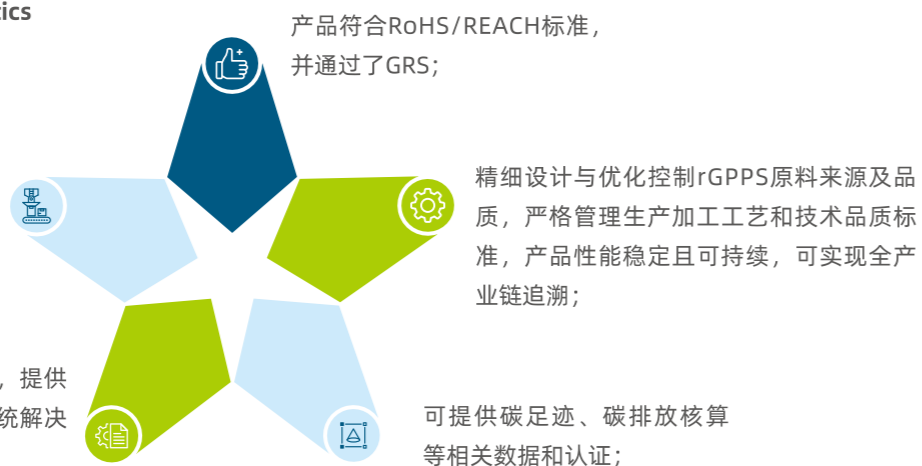 tics
产品符合RoHS/REACH标准，
并通过了GRS；
精细设计与优化控制rGPPS原料来源及品
质，严格管理生产加工工艺和技术品质标
准，产品性能稳定且可持续，可实现全产
业链追溯；
，提供
统解决
可提供碳足迹、碳排放核算
等相关数据和认证；